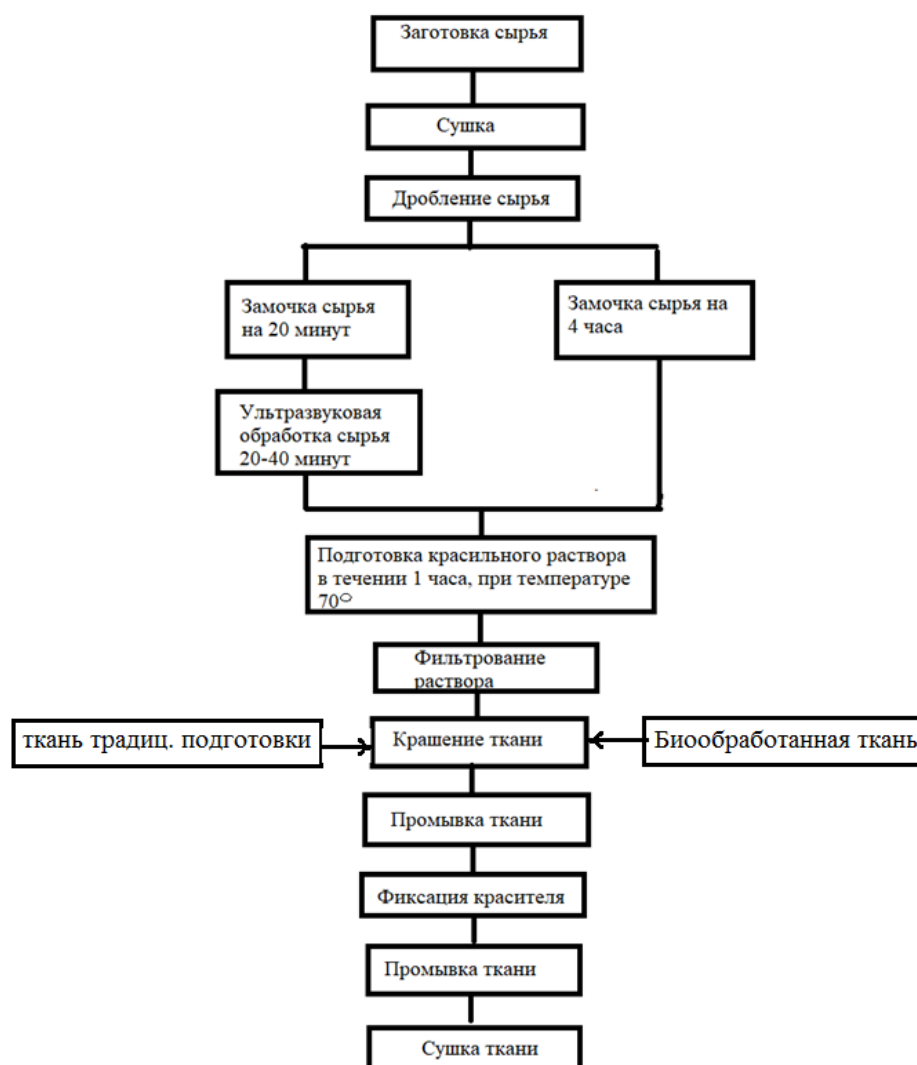 Заготовка сырья
Сушка
Дробление сырья
Замочка сырья
на 20 минут
Замочка сырья на
4 часа
Ультразвуковая
обработка сырья
20-40 минут
Подготовка красильного раствора
в течении 1 часа, при температуре
70°
Фильтрование
раствора
ткань традиц. подготовки
Крашение ткани
Биообработанная ткань
Промывка ткани
Фиксация красителя
Промывка ткани
Сушка ткани